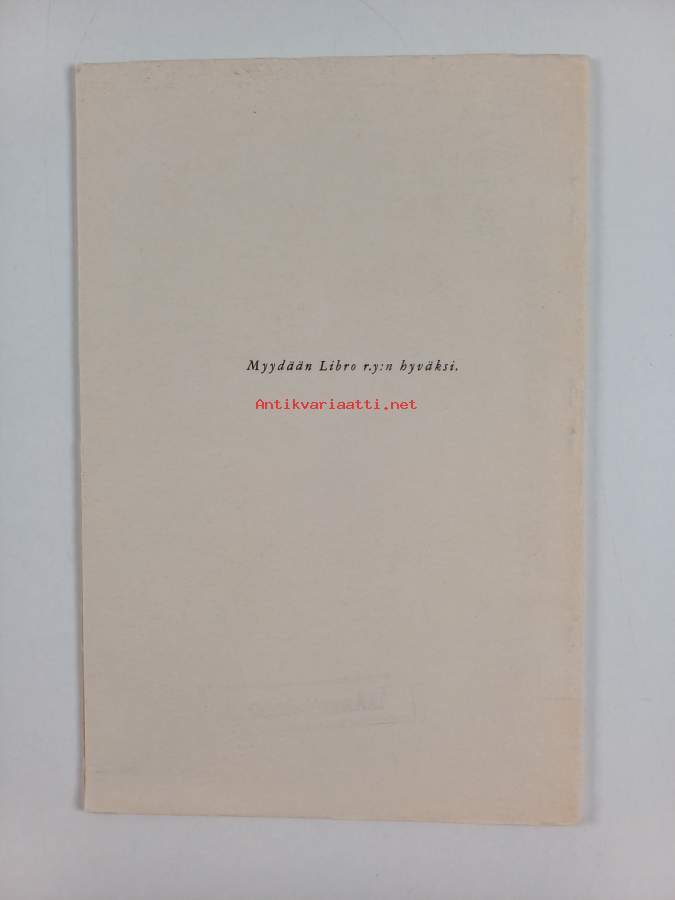 Myydään Libro r.y:n hyväksi.
Antikvariaatti.net